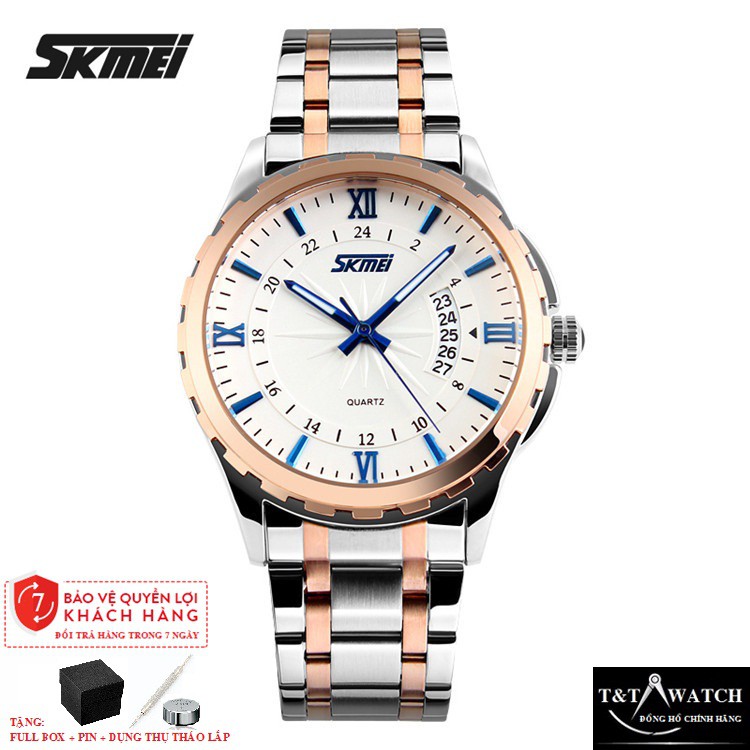 SKMEI
XII
22 24 2
20 4
SKMEI
23
24
25
26
27
IX III
18
16 8
14 12 10
QUARTZ
VI
7
BẢO VỆ QUYỀN LỢI
KHÁCH HÀNG
ĐỔI TRẢ HÀNG TRONG 7 NGÀY
TẶNG:
FULL BOX + PIN + DỤNG THỤ THÁO LẮP
T&T WATCH
ĐỒNG HỒ CHÍNH HÃNG